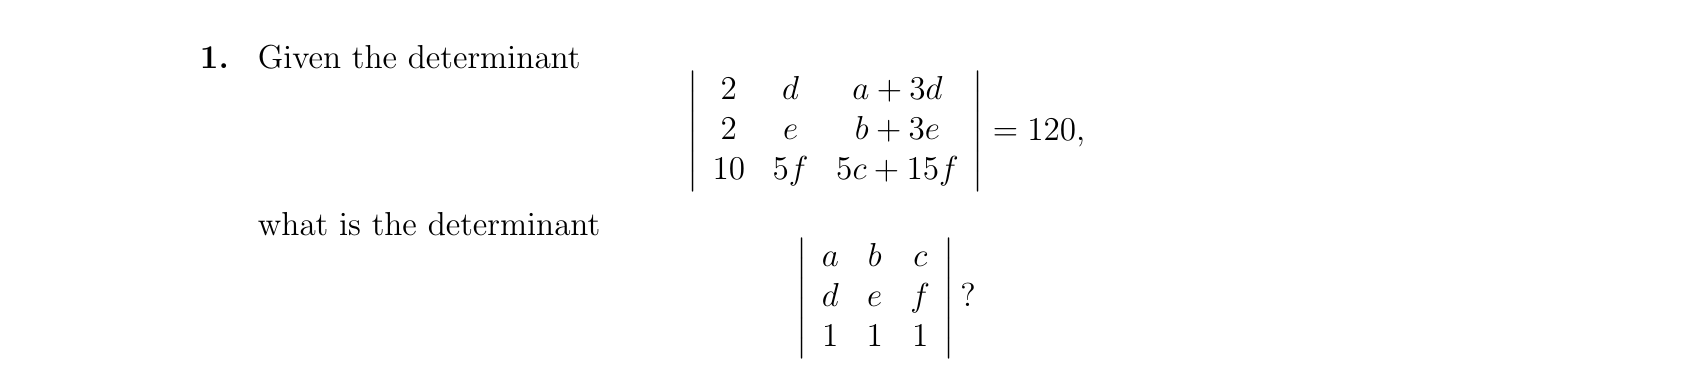 1. Given the determinant
| 2 d a + 3d |
| 2 e b + 3e | = 120,
| 10 5f 5c + 15f |
what is the determinant
| a b c |
| d e f | ?
| 1 1 1 |